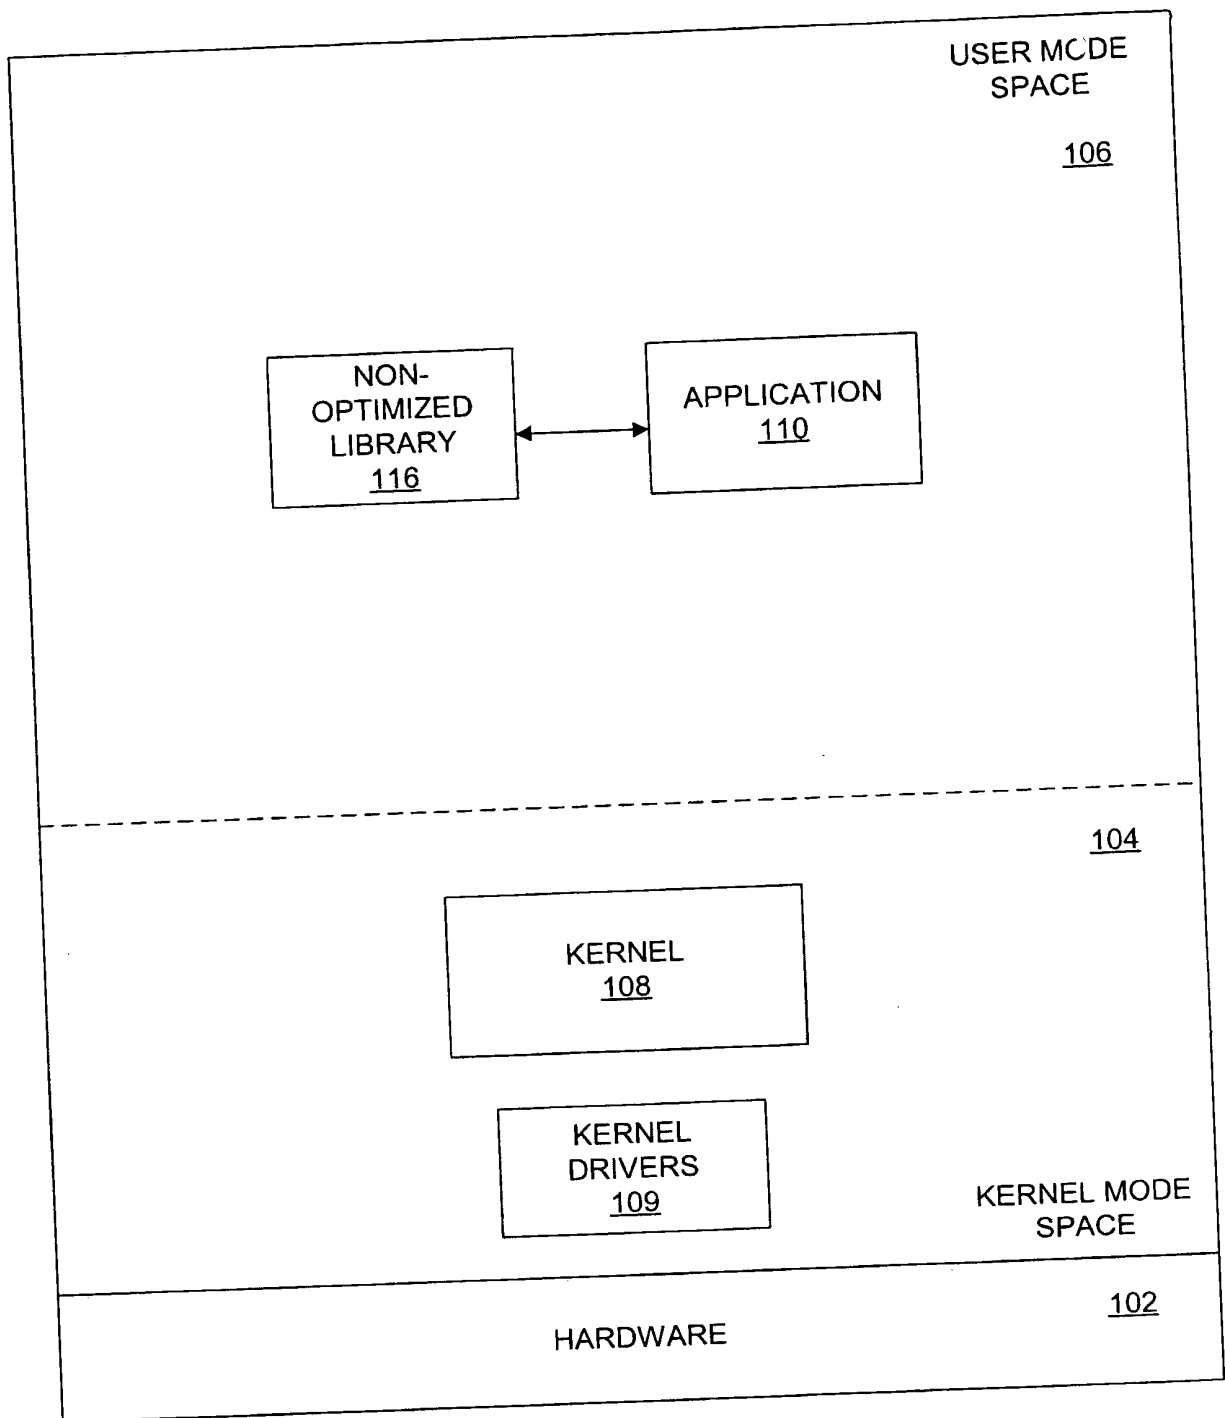 USER MODE
SPACE
106
NON-
OPTIMIZED
LIBRARY
116
APPLICATION
110
104
KERNEL
108
KERNEL
DRIVERS
109
KERNEL MODE
SPACE
102
HARDWARE